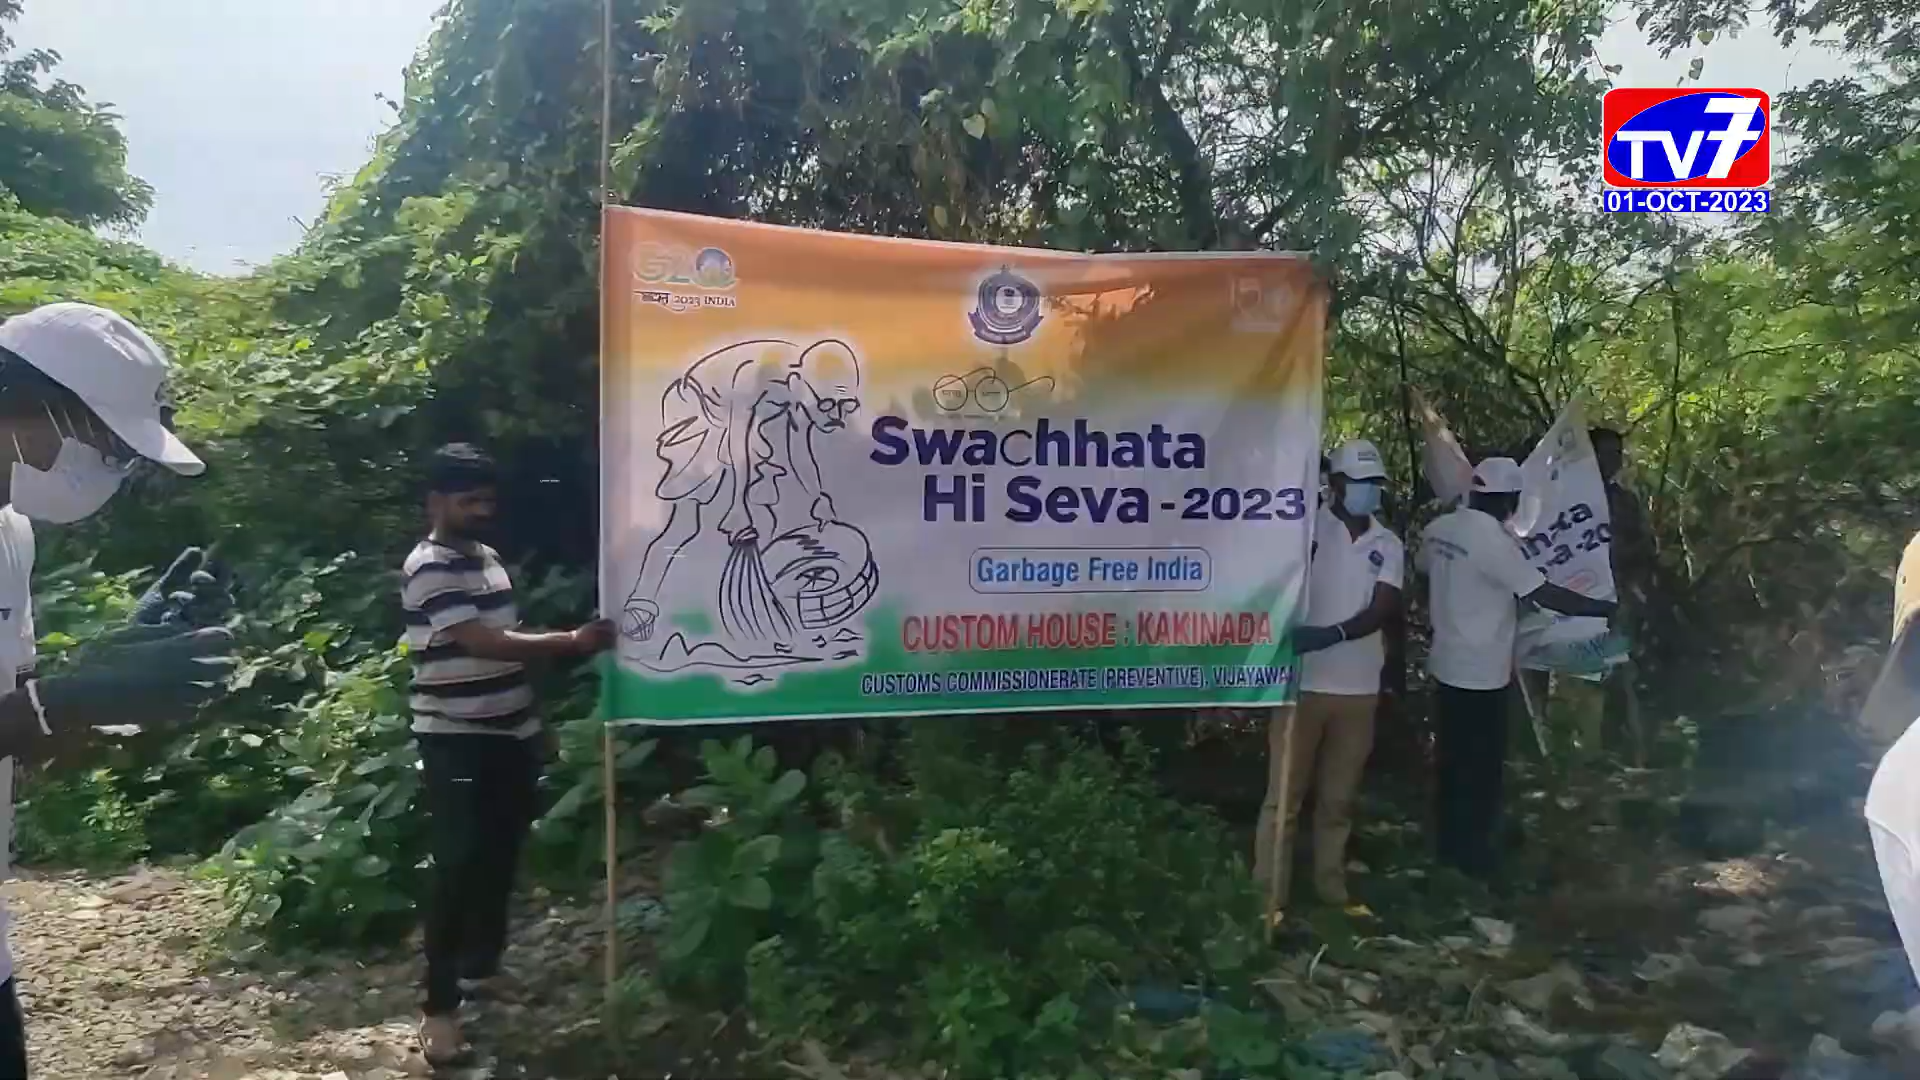 TV7
01-OCT-2023
G20
2023 INDIA
Swachhata
Hi Seva - 2023
Garbage Free India
CUSTOM HOUSE : KAKINADA
CUSTOMS COMMISSIONERATE (PREVENTIVE),